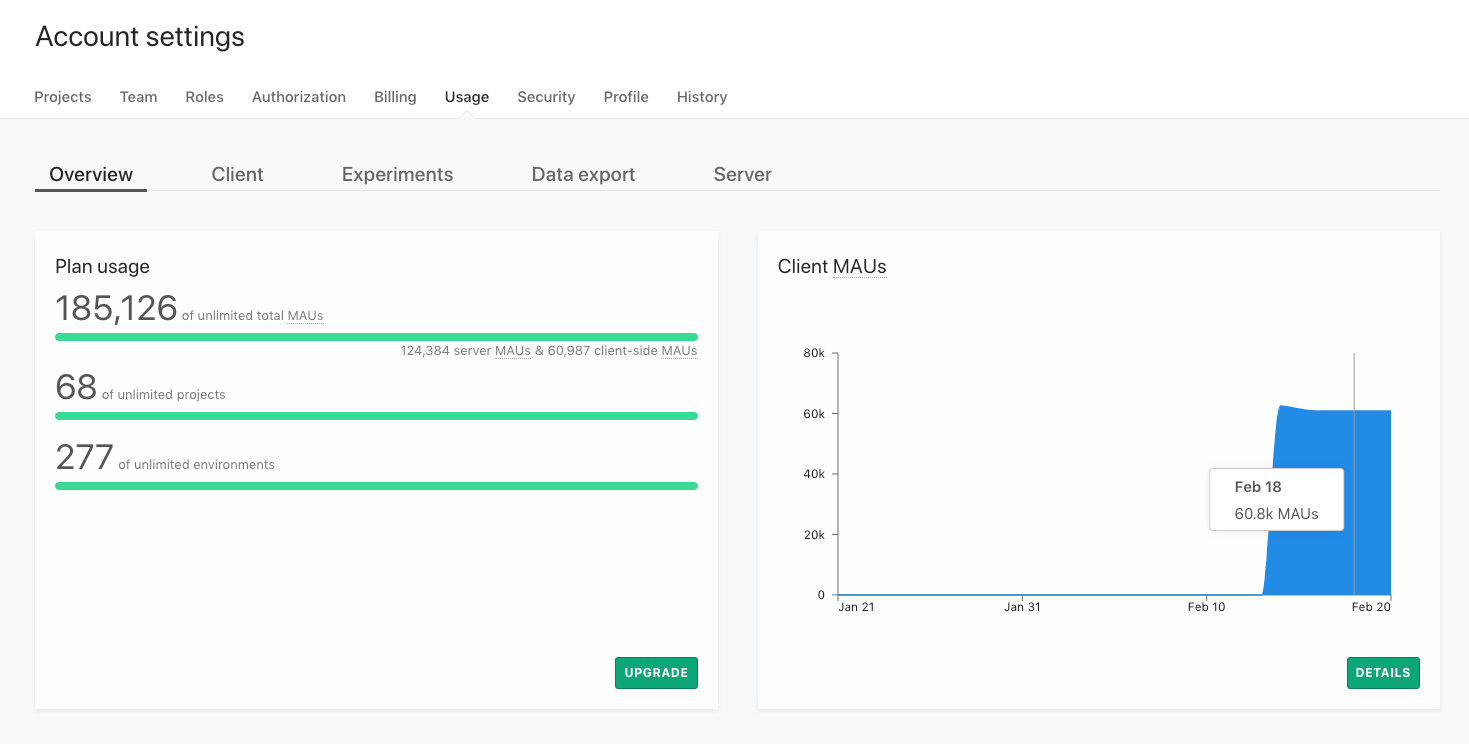 Account settings
Projects Team Roles Authorization Billing Usage Security Profile History
Overview Client Experiments Data export Server
Plan usage
185,126 of unlimited total MAUs
124,384 server MAUs & 60,987 client-side MAUs
68 of unlimited projects
277 of unlimited environments
UPGRADE
Client MAUs
80k
60k
40k
20k
0
Feb 18
60.8k MAUs
Jan 21 Jan 31 Feb 10 Feb 20
DETAILS